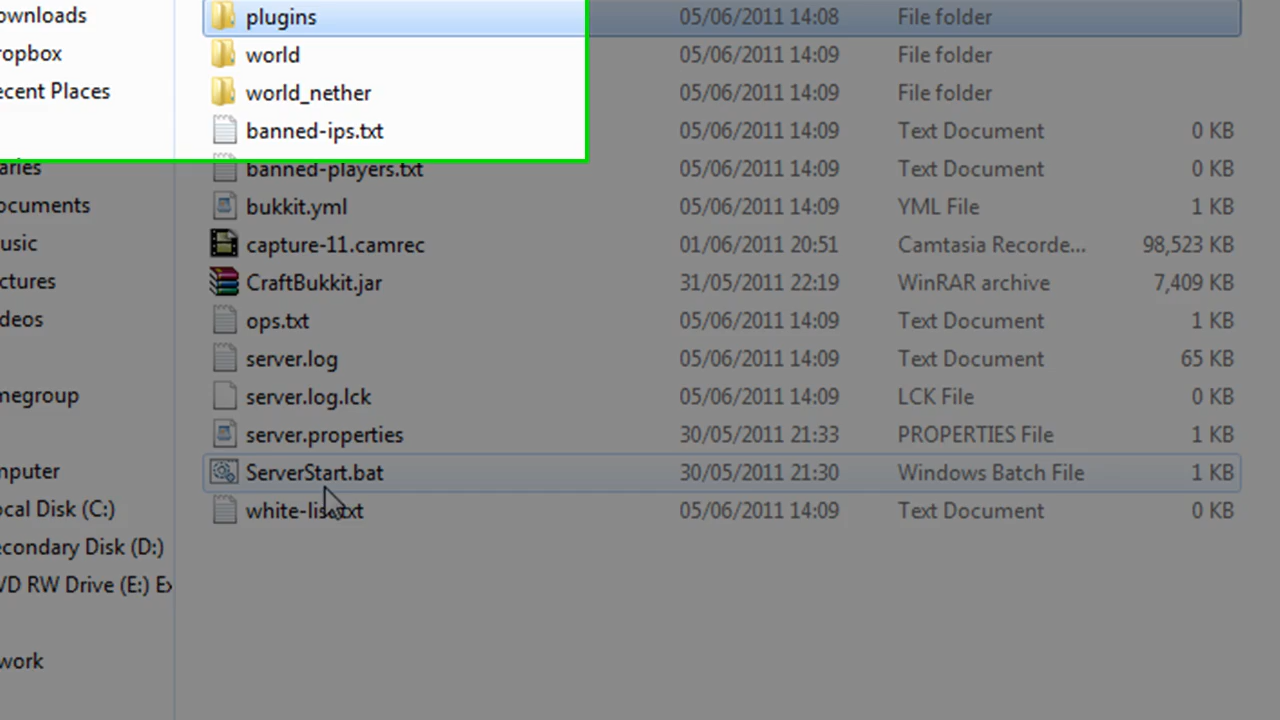 ownloads
ropbox
ecent Places
aries
ocuments
usic
ctures
deos
megroup
mputer
ocal Disk (C:)
econdary Disk (D:)
VD RW Drive (E:) Ex
work
plugins 05/06/2011 14:08 File folder
world 05/06/2011 14:09 File folder
world_nether 05/06/2011 14:09 File folder
banned-ips.txt 05/06/2011 14:09 Text Document 0 KB
banned-players.txt 05/06/2011 14:09 Text Document 0 KB
bukkit.yml 05/06/2011 14:09 YML File 1 KB
capture-11.camrec 01/06/2011 20:51 Camtasia Recorde... 98,523 KB
CraftBukkit.jar 31/05/2011 22:19 WinRAR archive 7,409 KB
ops.txt 05/06/2011 14:09 Text Document 1 KB
server.log 05/06/2011 14:09 Text Document 65 KB
server.log.lck 05/06/2011 14:09 LCK File 0 KB
server.properties 30/05/2011 21:33 PROPERTIES File 1 KB
ServerStart.bat 30/05/2011 21:30 Windows Batch File 1 KB
white-list.txt 05/06/2011 14:09 Text Document 0 KB